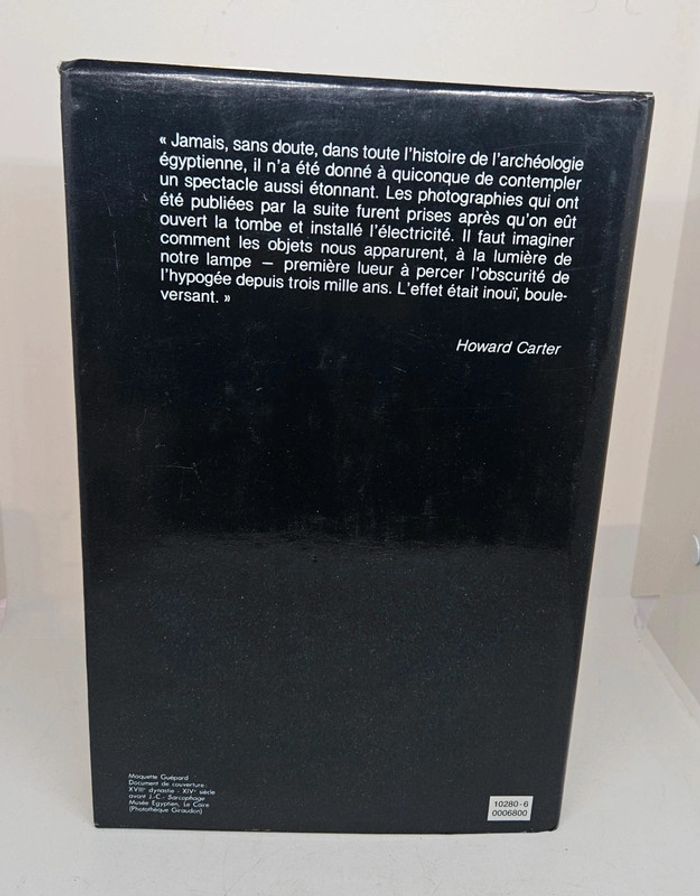 « Jamais, sans doute, dans toute l'histoire de l'archéologie
égyptienne, il n'a été donné à quiconque de contempler
un spectacle aussi étonnant. Les photographies qui ont
été publiées par la suite furent prises après qu'on eût
ouvert la tombe et installé l'électricité. Il faut imaginer
comment les objets nous apparurent, à la lumière de
notre lampe — première lueur à percer l'obscurité de
l'hypogée depuis trois mille ans. L'effet était inouï, boule-
versant. »
Howard Carter
Maquette Guépard
Document de couverture :
XVIIIe dynastie - XIVe siècle
avant J.-C.- Sarcophage
Musée Egyptien, Le Caire
(Photothèque Giraudon)
10280-6
0006800